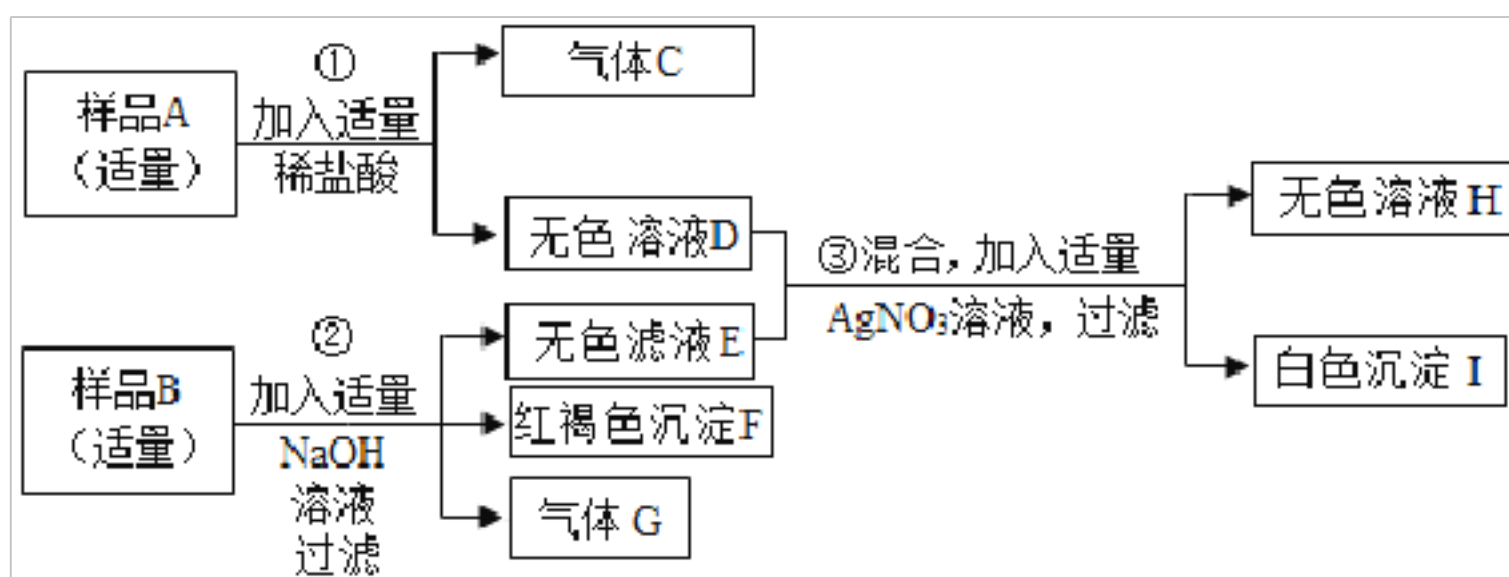 样品A
（适量）
①
加入适量
稀盐酸
气体C
无色溶液D
样品B
（适量）
②
加入适量
NaOH
溶液
过滤
无色滤液E
红褐色沉淀F
气体G
③混合，加入适量
AgNO₃溶液，过滤
无色溶液H
白色沉淀I